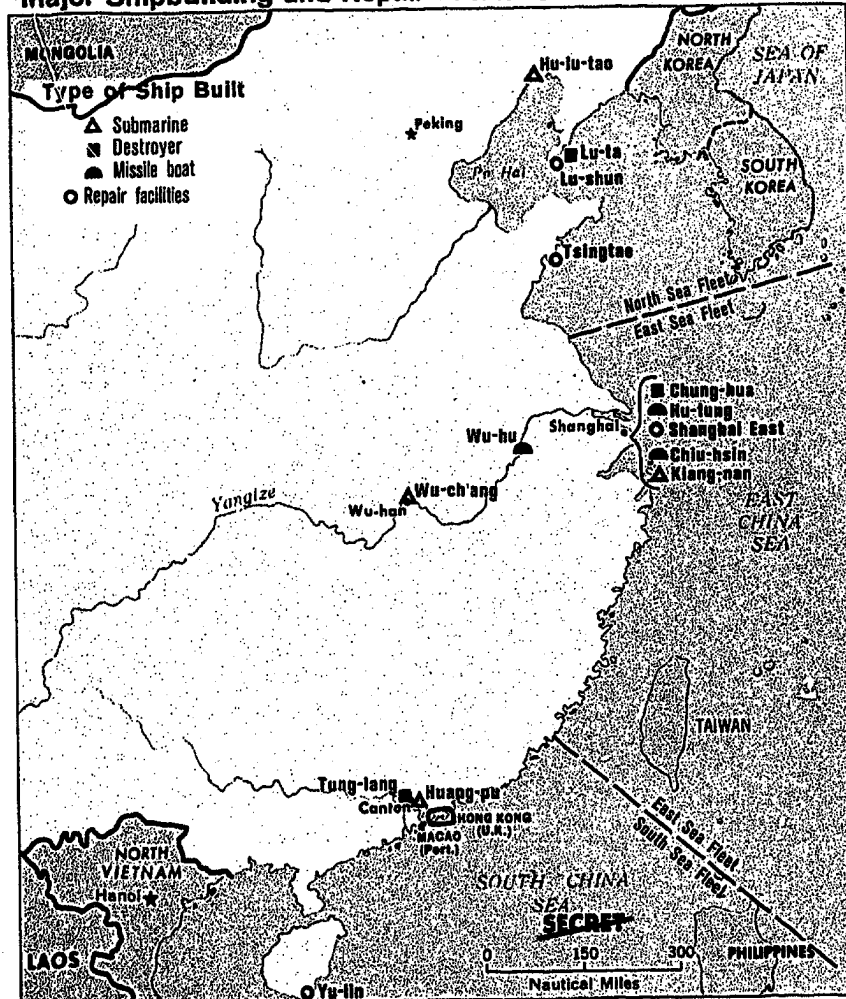 Major Shipbuilding and Repair
MONGOLIA
Type of Ship Built
Submarine
Destroyer
Missile boat
Repair facilities
Hu-lu-tao
NORTH
KOREA
SEA OF
JAPAN
Peking
Po Hai
Lu-ta
Lu-shun
SOUTH
KOREA
Tsingtao
North Sea Fleet
East Sea Fleet
Chung-hua
Hu-tung
Shanghai East
Chiu-hsin
Kiang-nan
Shanghai
Wu-hu
Wu-ch'ang
Wu-han
Yangtze
EAST
CHINA
SEA
TAIWAN
Tung-lang
Huang-pu
Canton
HONG KONG
(U.K.)
MACAO
(Port.)
East Sea Fleet
South Sea Fleet
NORTH
VIETNAM
Hanoi
SOUTH CHINA
SEA
SECRET
LAOS
PHILIPPINES
0 150 300
Nautical Miles
Yu-lin